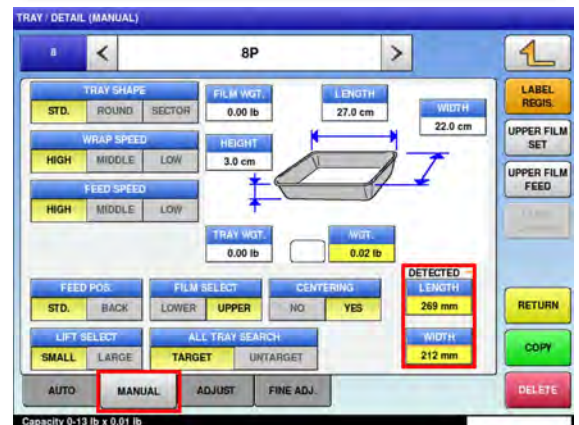 TRAY / DETAIL (MANUAL)
8 < 8P >
TRAY SHAPE
STD. ROUND SECTOR
FILM WGT.
0.00 lb
LENGTH
27.0 cm
WIDTH
22.0 cm
LABEL
REGIS.
WRAP SPEED
HIGH MIDDLE LOW
HEIGHT
3.0 cm
UPPER FILM
SET
FEED SPEED
HIGH MIDDLE LOW
UPPER FILM
FEED
TRAY WGT.
0.00 lb
WGT.
0.02 lb
FEED POS.
STD. BACK
FILM SELECT
LOWER UPPER
CENTERING
NO YES
DETECTED
LENGTH
269 mm
RETURN
LIFT SELECT
SMALL LARGE
ALL TRAY SEARCH
TARGET UNTARGET
WIDTH
212 mm
COPY
AUTO MANUAL ADJUST FINE ADJ.
DELETE
Capacity 0-13 lb x 0.01 lb